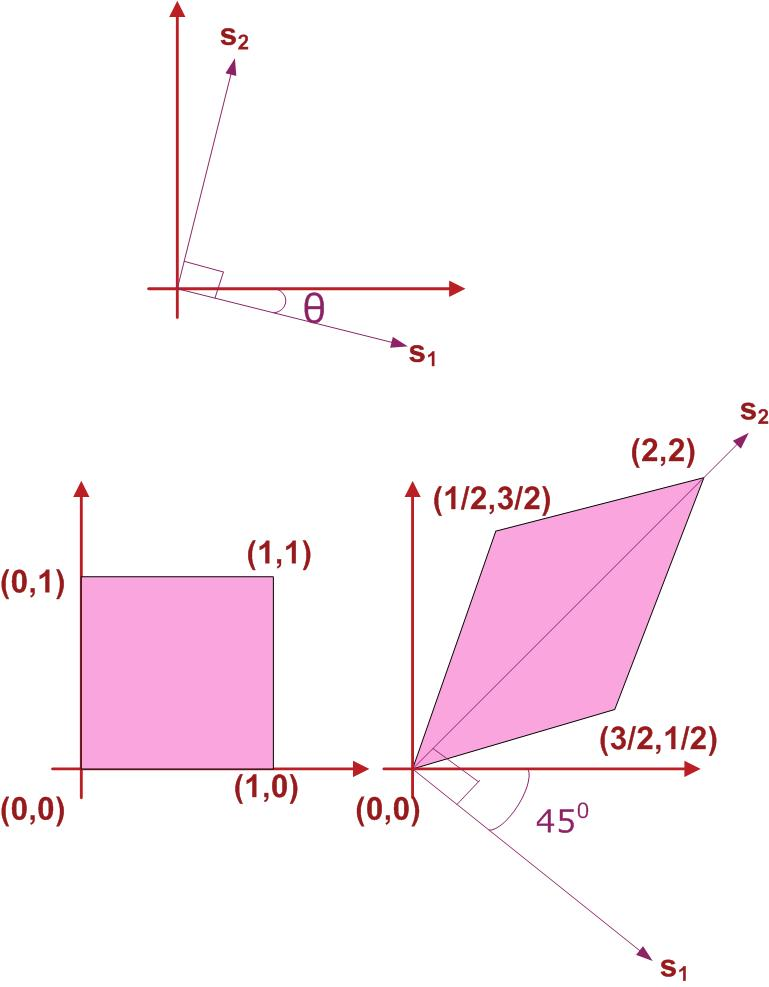 s₂
θ
s₁
s₂
(2,2)
(1/2,3/2)
(1,1)
(0,1)
(3/2,1/2)
(1,0)
(0,0)
(0,0)
45⁰
s₁